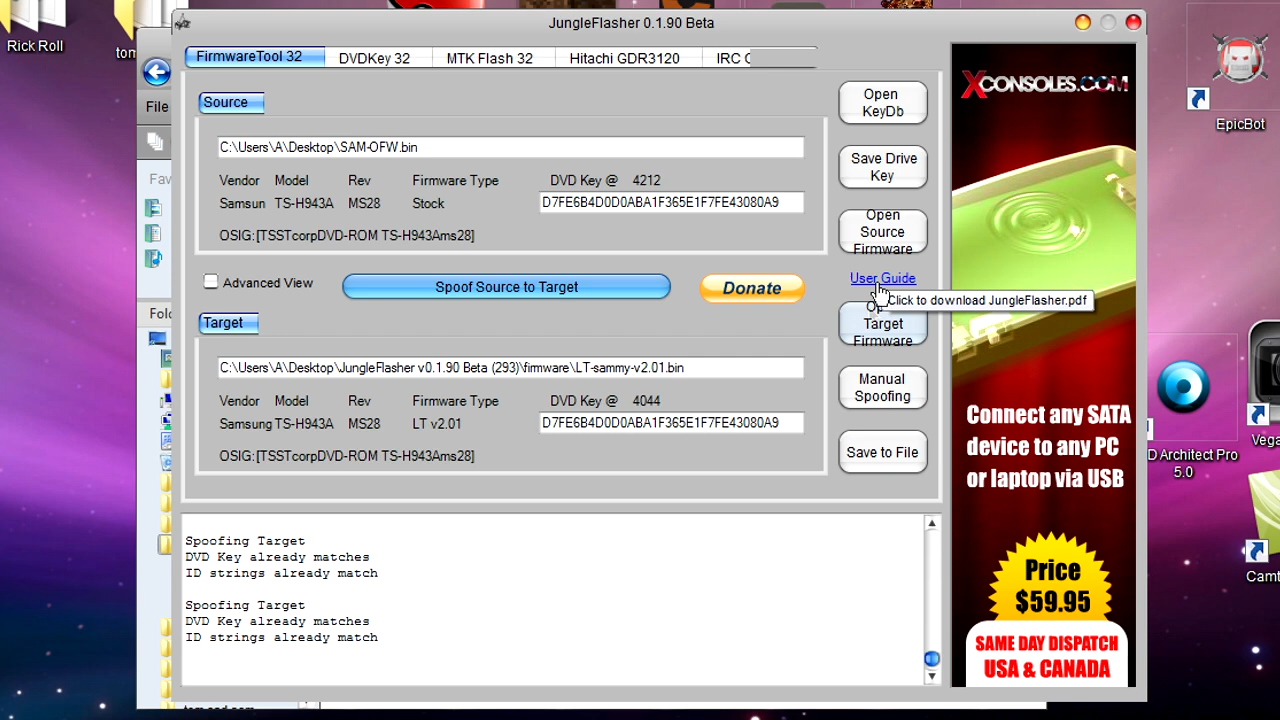 Rick Roll
tom
JungleFlasher 0.1.90 Beta
FirmwareTool 32
DVDKey 32
MTK Flash 32
Hitachi GDR3120
IRC
File
Fav
Folc
Source
C:\Users\A\Desktop\SAM-OFW.bin
Vendor Model Rev Firmware Type DVD Key @ 4212
Samsun TS-H943A MS28 Stock D7FE6B4D0D0ABA1F365E1F7FE43080A9
OSIG:[TSSTcorpDVD-ROM TS-H943Ams28]
Advanced View
Spoof Source to Target
Donate
Target
C:\Users\A\Desktop\JungleFlasher v0.1.90 Beta (293)\firmware\LT-sammy-v2.01.bin
Vendor Model Rev Firmware Type DVD Key @ 4044
Samsung TS-H943A MS28 LT v2.01 D7FE6B4D0D0ABA1F365E1F7FE43080A9
OSIG:[TSSTcorpDVD-ROM TS-H943Ams28]
Open
KeyDb
Save Drive
Key
Open
Source
Firmware
User Guide
Click to download JungleFlasher.pdf
Target
Firmware
Manual
Spoofing
Save to File
Spoofing Target
DVD Key already matches
ID strings already match
Spoofing Target
DVD Key already matches
ID strings already match
XCONSOLES.COM
Connect any SATA
device to any PC
or laptop via USB
Price
$59.95
SAME DAY DISPATCH
USA & CANADA
EpicBot
Vega
D Architect Pro
5.0
Camt